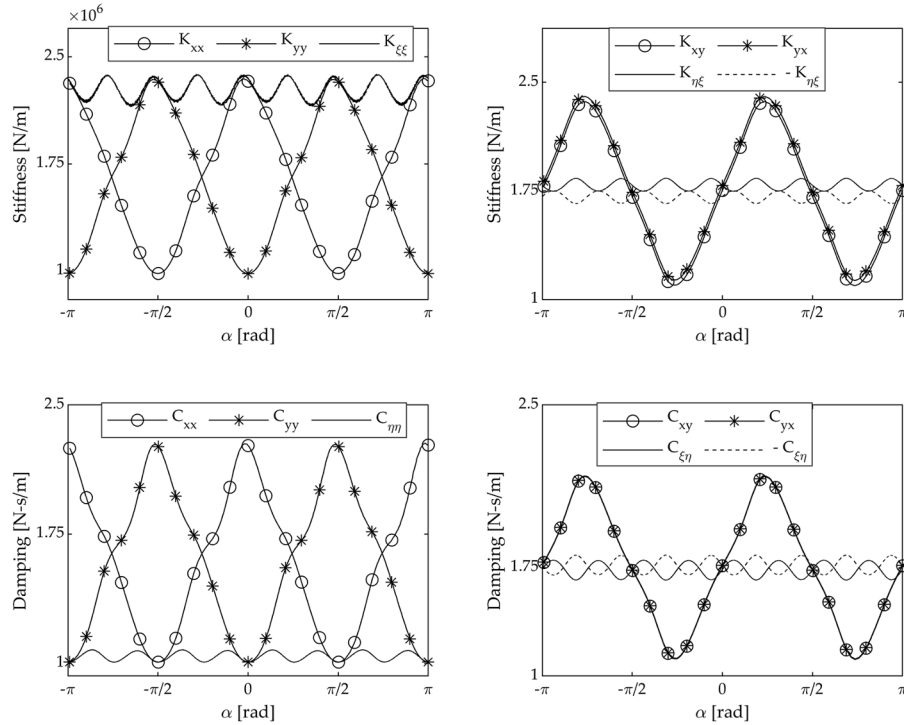 ×10⁶
K_xx K_yy K_ξξ
2.5
1.75
1
Stiffness [N/m]
-π -π/2 0 π/2 π
α [rad]
K_xy K_yx
K_ηξ -K_ηξ
2.5
1.75
1
Stiffness [N/m]
-π -π/2 0 π/2 π
α [rad]
C_xx C_yy C_ηη
2.5
1.75
1
Damping [N-s/m]
-π -π/2 0 π/2 π
α [rad]
C_xy C_yx
C_ξη -C_ξη
2.5
1.75
1
Damping [N-s/m]
-π -π/2 0 π/2 π
α [rad]